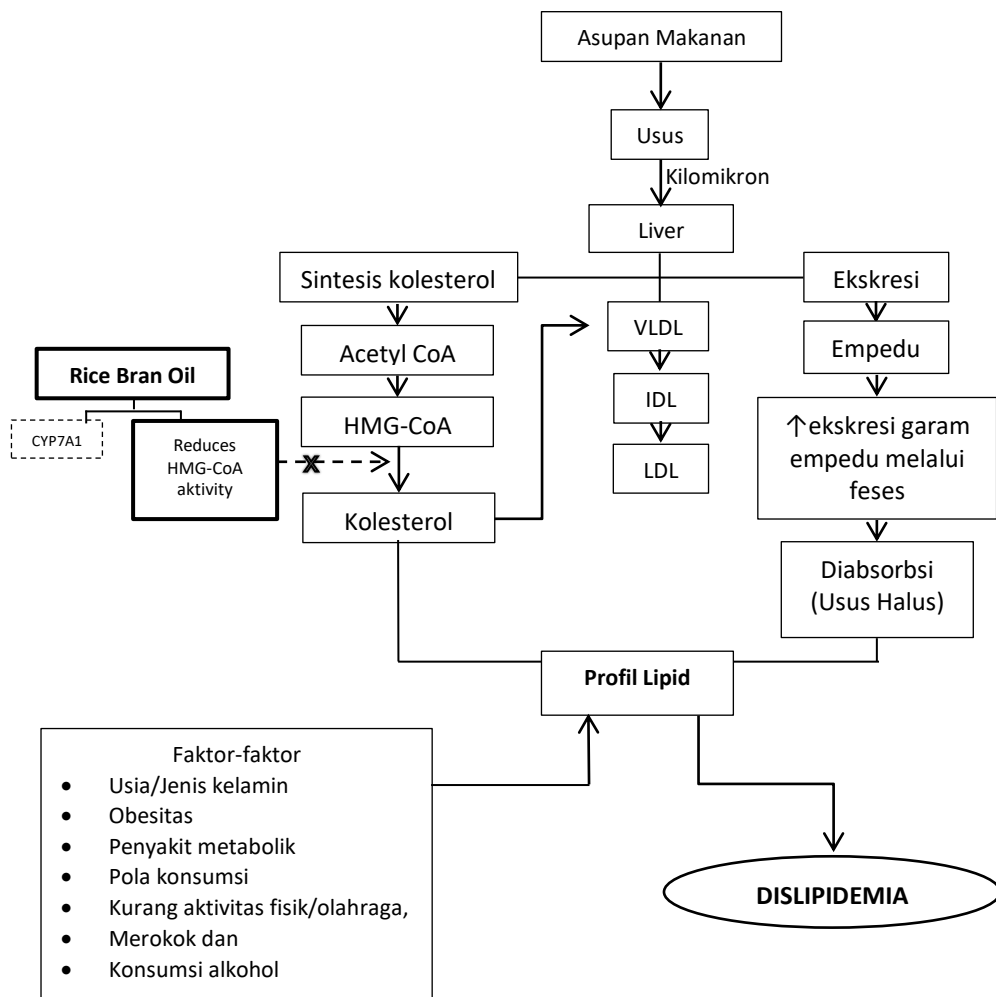 Asupan Makanan
Usus
Kilomikron
Liver
Sintesis kolesterol
Ekskresi
VLDL
Acetyl CoA
Empedu
Rice Bran Oil
IDL
HMG-CoA
CYP7A1
Reduces
HMG-CoA
aktivity
X
↑ekskresi garam
empedu melalui
feses
LDL
Kolesterol
Diabsorbsi
(Usus Halus)
Profil Lipid
Faktor-faktor
• Usia/Jenis kelamin
• Obesitas
• Penyakit metabolik
• Pola konsumsi
• Kurang aktivitas fisik/olahraga,
• Merokok dan
• Konsumsi alkohol
DISLIPIDEMIA